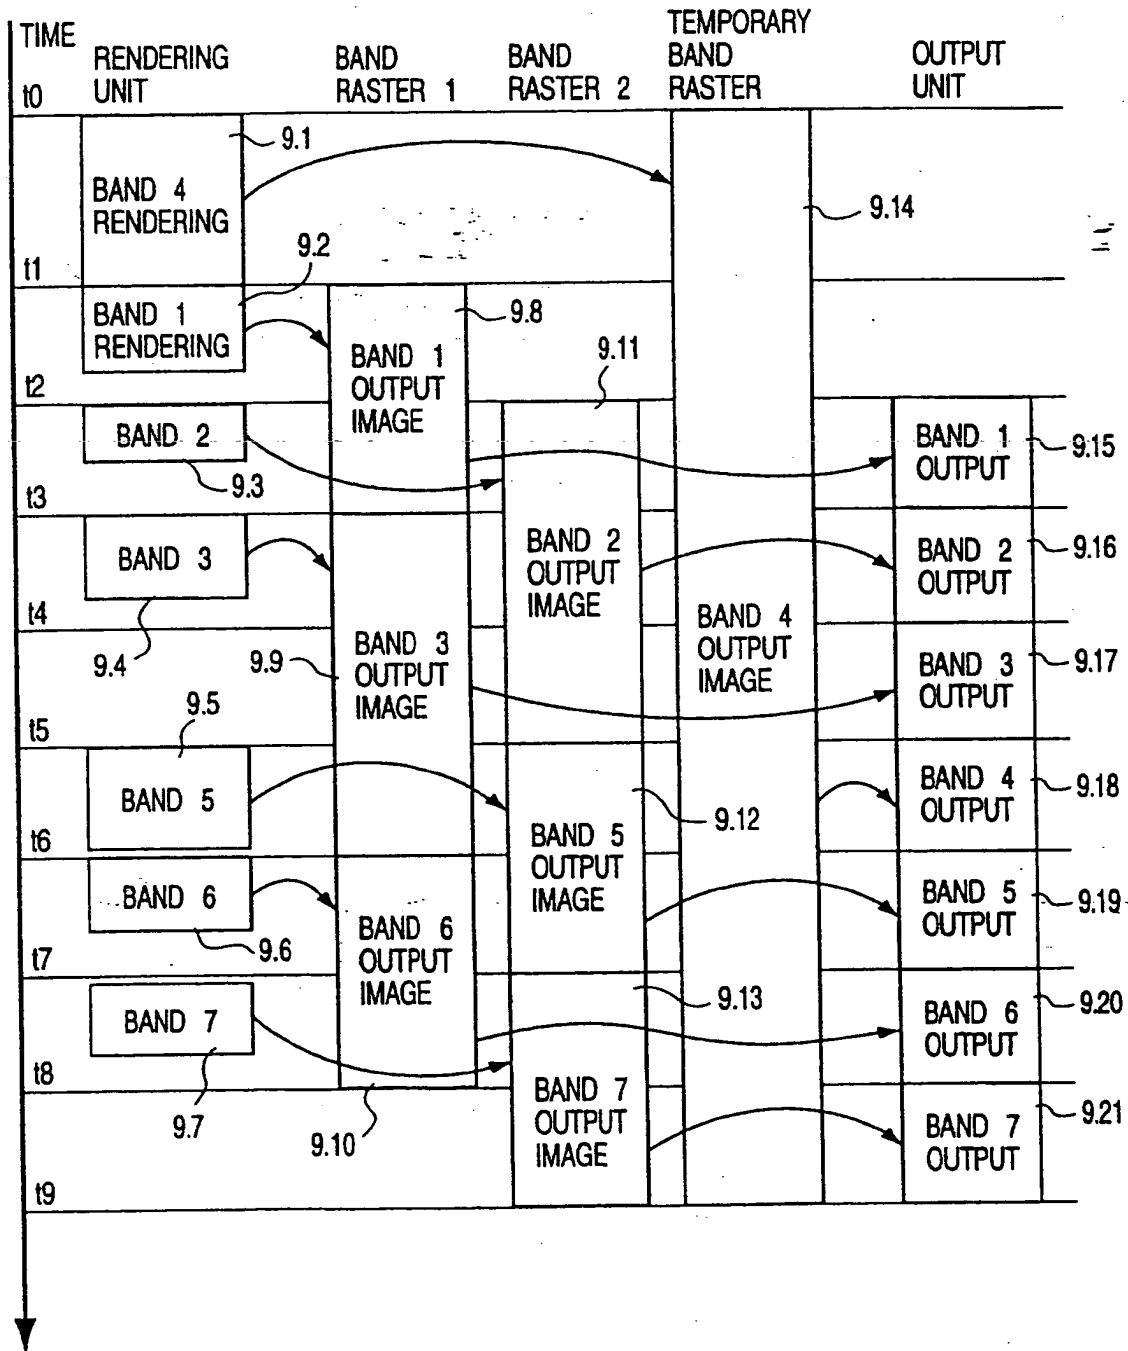 TIME
RENDERING
UNIT
BAND
RASTER 1
BAND
RASTER 2
TEMPORARY
BAND
RASTER
OUTPUT
UNIT
t0
9.1
BAND 4
RENDERING
9.14
t1
9.2
BAND 1
RENDERING
9.8
BAND 1
OUTPUT
IMAGE
9.11
t2
BAND 2
9.3
BAND 1
OUTPUT
9.15
t3
BAND 3
9.4
BAND 2
OUTPUT
IMAGE
BAND 2
OUTPUT
9.16
t4
9.9
BAND 3
OUTPUT
IMAGE
BAND 4
OUTPUT
IMAGE
BAND 3
OUTPUT
9.17
t5
9.5
BAND 5
9.12
BAND 5
OUTPUT
IMAGE
BAND 4
OUTPUT
9.18
t6
BAND 6
9.6
BAND 6
OUTPUT
IMAGE
BAND 5
OUTPUT
9.19
t7
BAND 7
9.7
9.13
BAND 6
OUTPUT
9.20
t8
9.10
BAND 7
OUTPUT
IMAGE
BAND 7
OUTPUT
9.21
t9